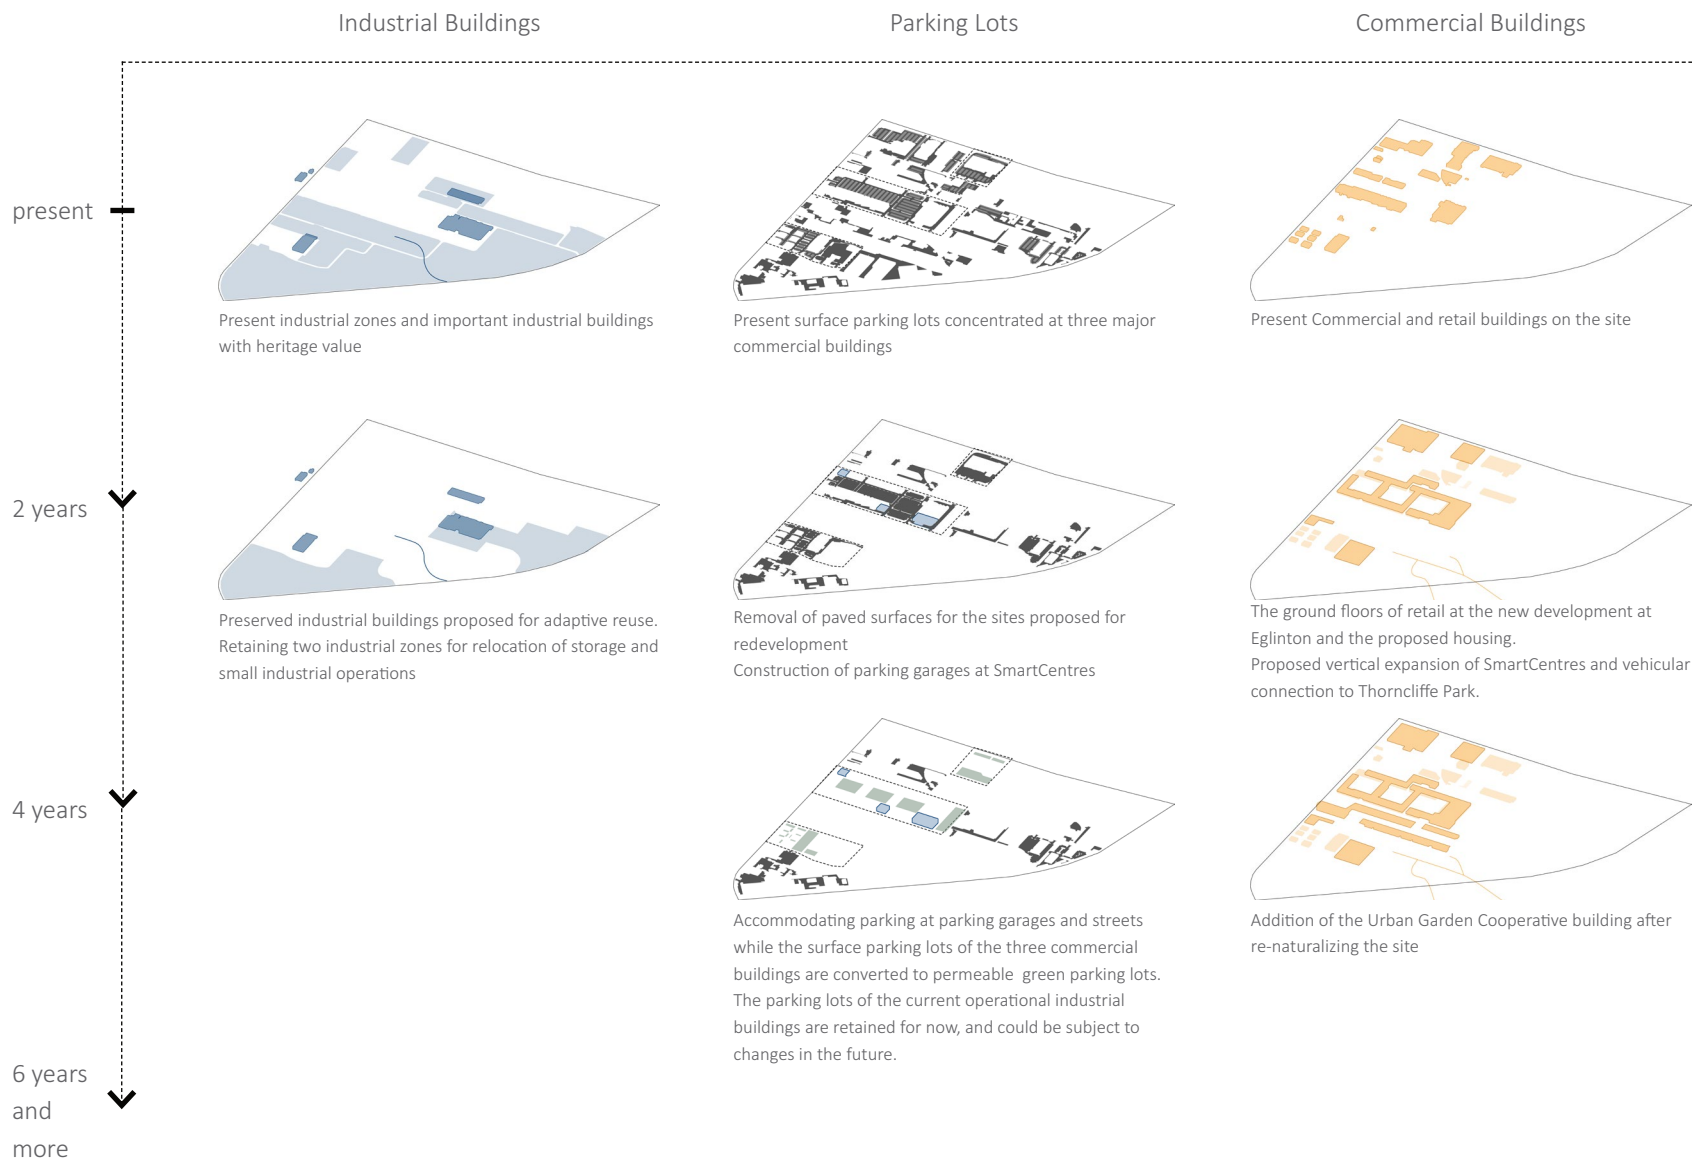 Industrial Buildings
Parking Lots
Commercial Buildings
present
Present industrial zones and important industrial buildings
with heritage value
Present surface parking lots concentrated at three major
commercial buildings
Present Commercial and retail buildings on the site
2 years
Preserved industrial buildings proposed for adaptive reuse.
Retaining two industrial zones for relocation of storage and
small industrial operations
Removal of paved surfaces for the sites proposed for
redevelopment
Construction of parking garages at SmartCentres
The ground floors of retail at the new development at
Eglinton and the proposed housing.
Proposed vertical expansion of SmartCentres and vehicular
connection to Thorncliffe Park.
4 years
Accommodating parking at parking garages and streets
while the surface parking lots of the three commercial
buildings are converted to permeable  green parking lots.
The parking lots of the current operational industrial
buildings are retained for now, and could be subject to
changes in the future.
Addition of the Urban Garden Cooperative building after
re-naturalizing the site
6 years
and
more